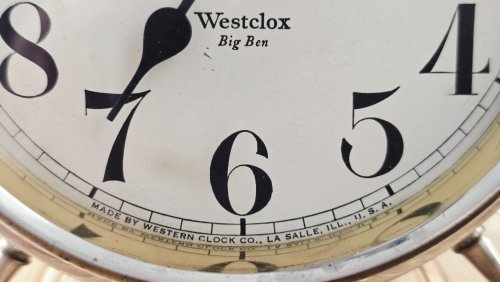 Westclox
Big Ben
8 4
7 5
6
MADE BY WESTERN CLOCK CO., LA SALLE, ILL., U.S.A.